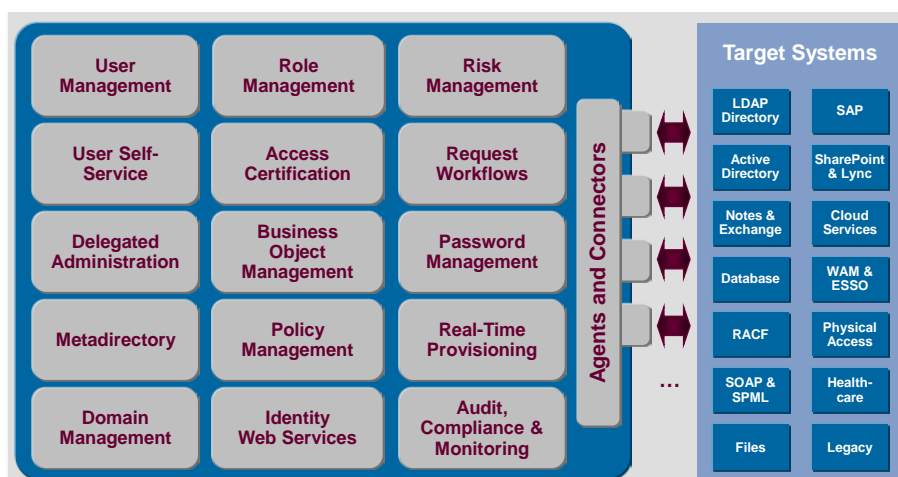 User
Management
Role
Management
Risk
Management
User Self-
Service
Access
Certification
Request
Workflows
Delegated
Administration
Business
Object
Management
Password
Management
Metadirectory
Policy
Management
Real-Time
Provisioning
Domain
Management
Identity
Web Services
Audit,
Compliance &
Monitoring
Agents and Connectors
...
Target Systems
LDAP
Directory
SAP
Active
Directory
SharePoint
& Lync
Notes &
Exchange
Cloud
Services
Database
WAM &
ESSO
RACF
Physical
Access
SOAP &
SPML
Health-
care
Files
Legacy